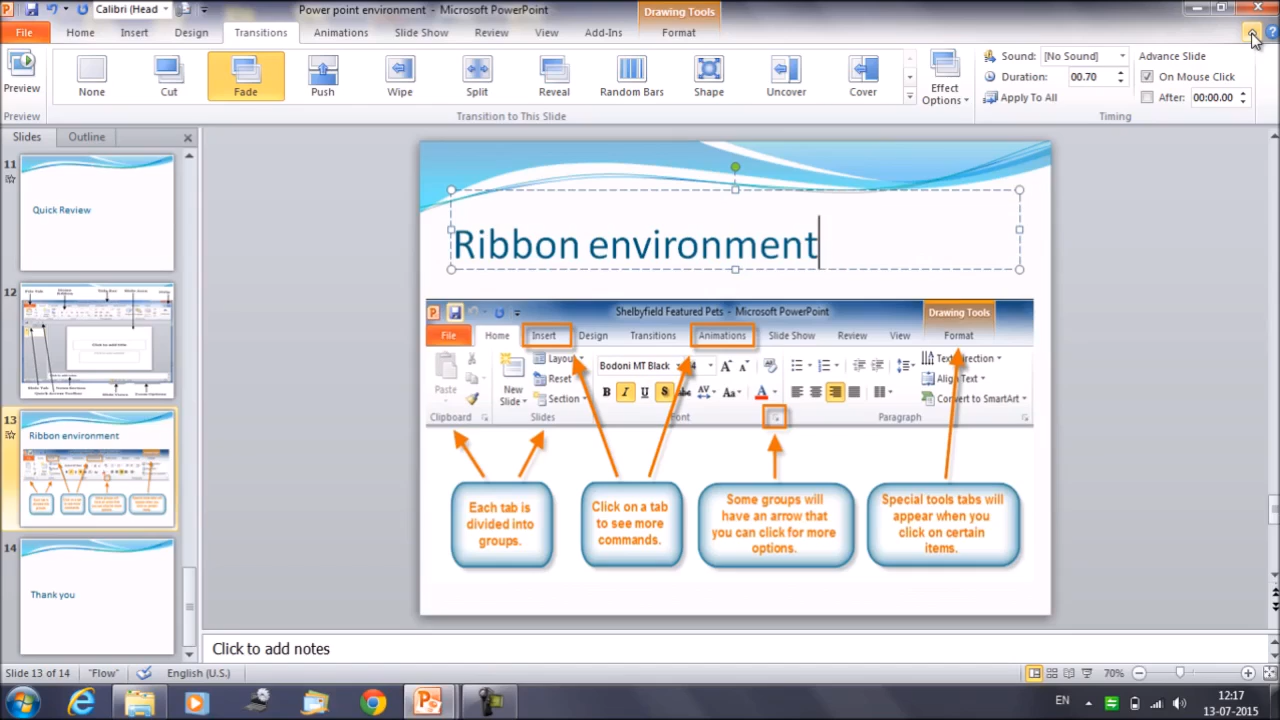 Calibri (Head
Power point environment - Microsoft PowerPoint
Drawing Tools
File Home Insert Design Transitions Animations Slide Show Review View Add-Ins Format
Preview
None Cut Fade Push Wipe Split Reveal Random Bars Shape Uncover Cover
Effect Options
Sound: [No Sound]
Duration: 00.70
Apply To All
Advance Slide
On Mouse Click
After: 00:00.00
Preview Transition to This Slide Timing
Slides Outline
11
Quick Review
12
Click to add title
13
Ribbon environment
14
Thank you
Ribbon environment
Shelbyfield Featured Pets - Microsoft PowerPoint
Drawing Tools
File Home Insert Design Transitions Animations Slide Show Review View Format
Paste
New Slide
Layou
Reset
Section
Bodoni MT Black
B I U S abc AV Aa A
Text Direction
Align Text
Convert to SmartArt
Clipboard Slides Font Paragraph
Each tab is
divided into
groups.
Click on a tab
to see more
commands.
Some groups will
have an arrow that
you can click for more
options.
Special tools tabs will
appear when you
click on certain
items.
Click to add notes
Slide 13 of 14 "Flow" English (U.S.) 70%
EN
12:17
13-07-2015